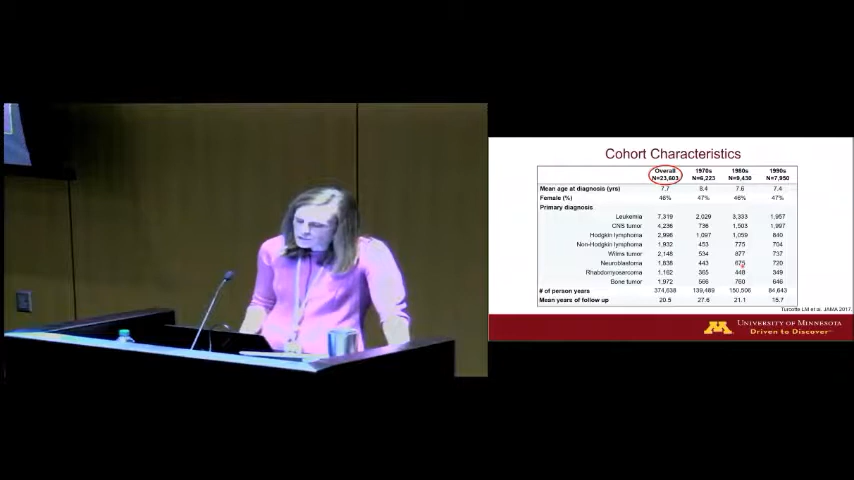 Cohort Characteristics
Overall 1970s 1980s 1990s
N=23,603 N=6,223 N=9,430 N=7,950
Mean age at diagnosis (yrs) 7.7 8.4 7.6 7.4
Female (%) 46% 47% 46% 47%
Primary diagnosis
Leukemia 7,319 2,029 3,333 1,957
CNS tumor 4,236 736 1,503 1,997
Hodgkin lymphoma 2,996 1,097 1,059 840
Non-Hodgkin lymphoma 1,932 453 775 704
Wilms tumor 2,148 534 877 737
Neuroblastoma 1,838 443 675 720
Rhabdomyosarcoma 1,162 365 448 349
Bone tumor 1,972 566 760 646
# of person years 374,638 139,489 150,506 84,643
Mean years of follow up 20.5 27.6 21.1 15.7
Turcotte LM et al. JAMA 2017.
UNIVERSITY OF MINNESOTA
Driven to Discover